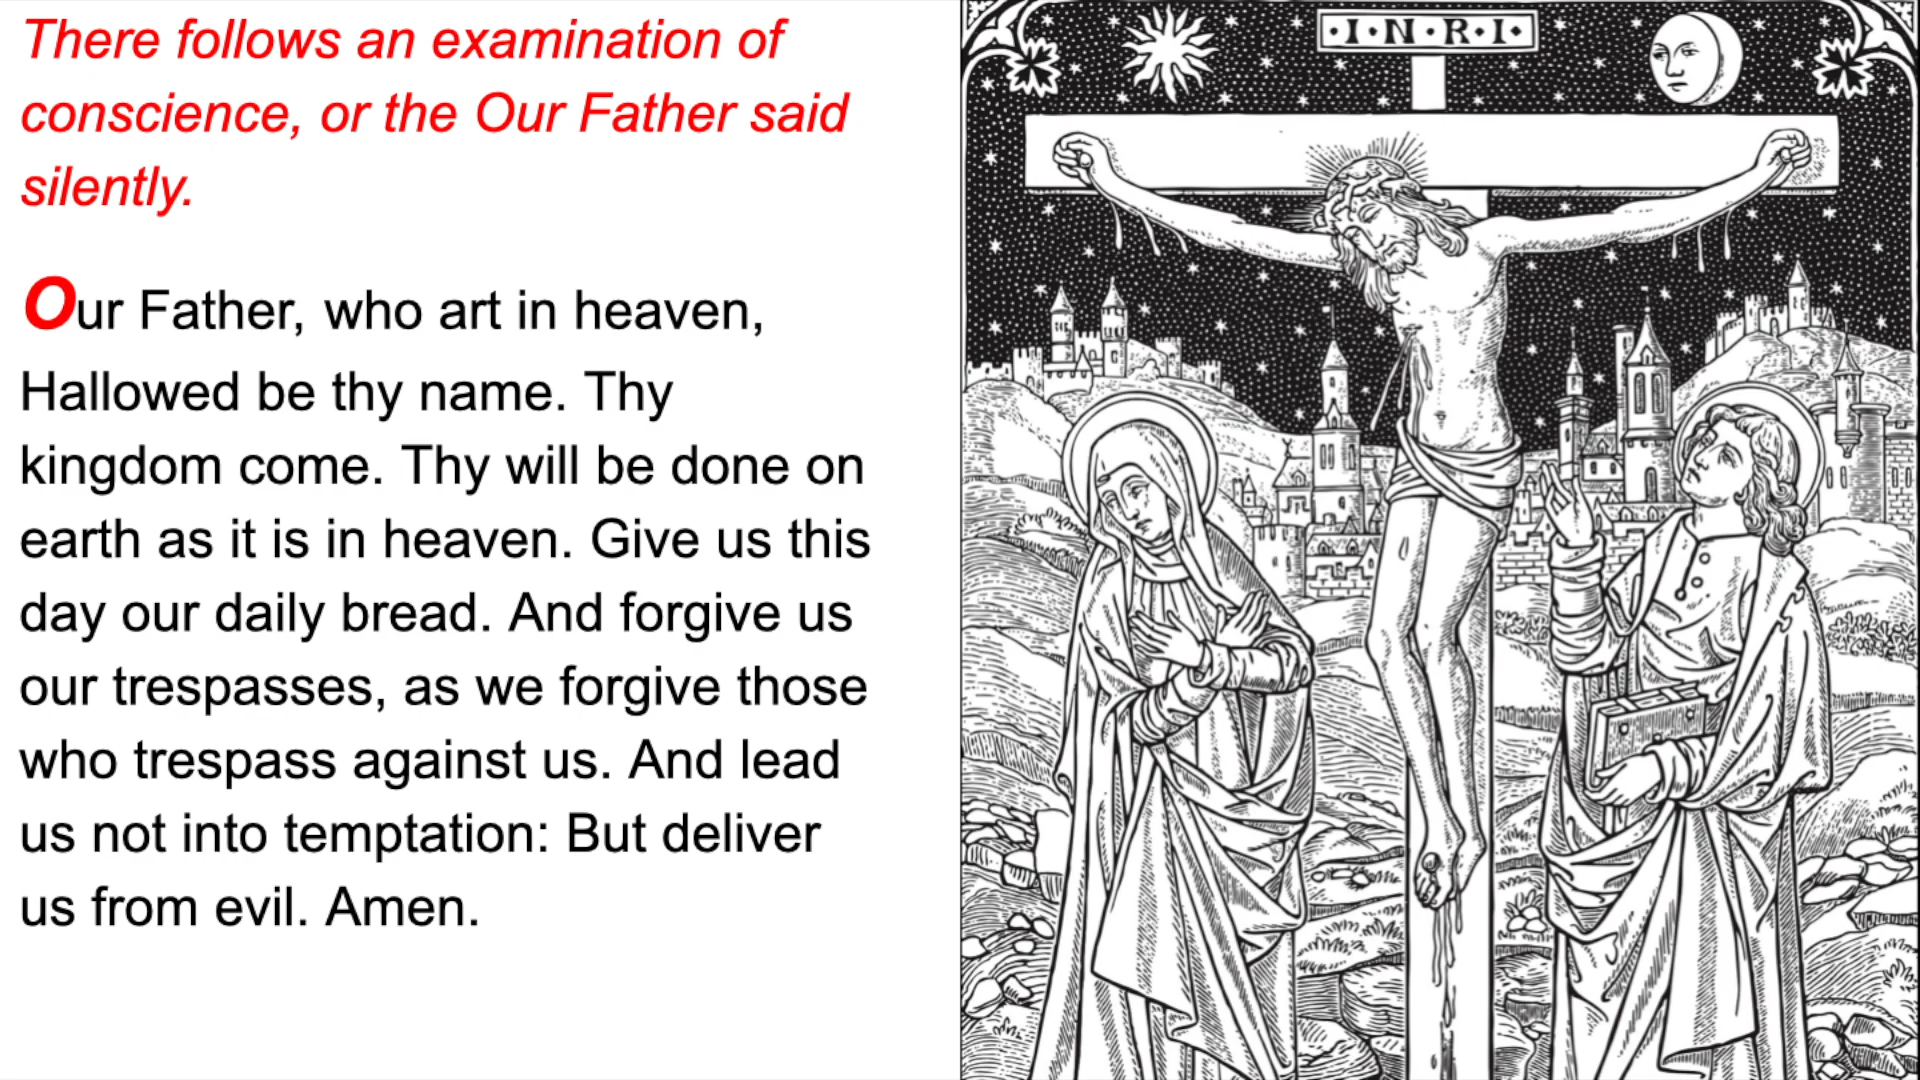 There follows an examination of
conscience, or the Our Father said
silently.
Our Father, who art in heaven,
Hallowed be thy name. Thy
kingdom come. Thy will be done on
earth as it is in heaven. Give us this
day our daily bread. And forgive us
our trespasses, as we forgive those
who trespass against us. And lead
us not into temptation: But deliver
us from evil. Amen.
·I·N·R·I·